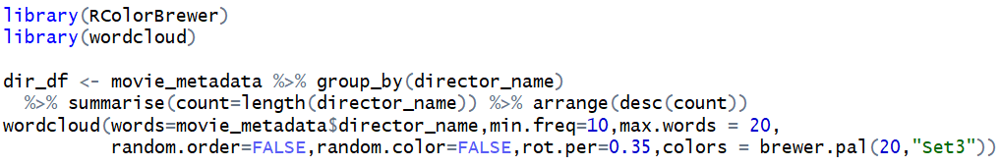 library(RColorBrewer)
library(wordcloud)
dir_df <- movie_metadata %>% group_by(director_name)
  %>% summarise(count=length(director_name)) %>% arrange(desc(count))
wordcloud(words=movie_metadata$director_name,min.freq=10,max.words = 20,
          random.order=FALSE,random.color=FALSE,rot.per=0.35,colors = brewer.pal(20,"Set3"))